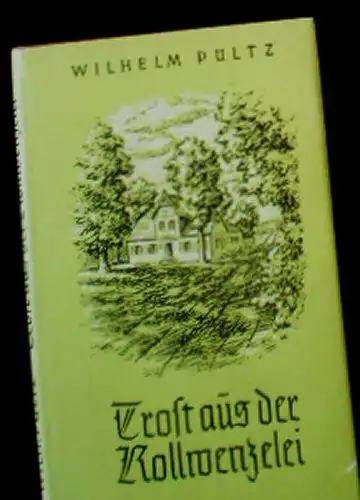 WILHELM PÜLTZ
Trost aus der
Rollwenzelei